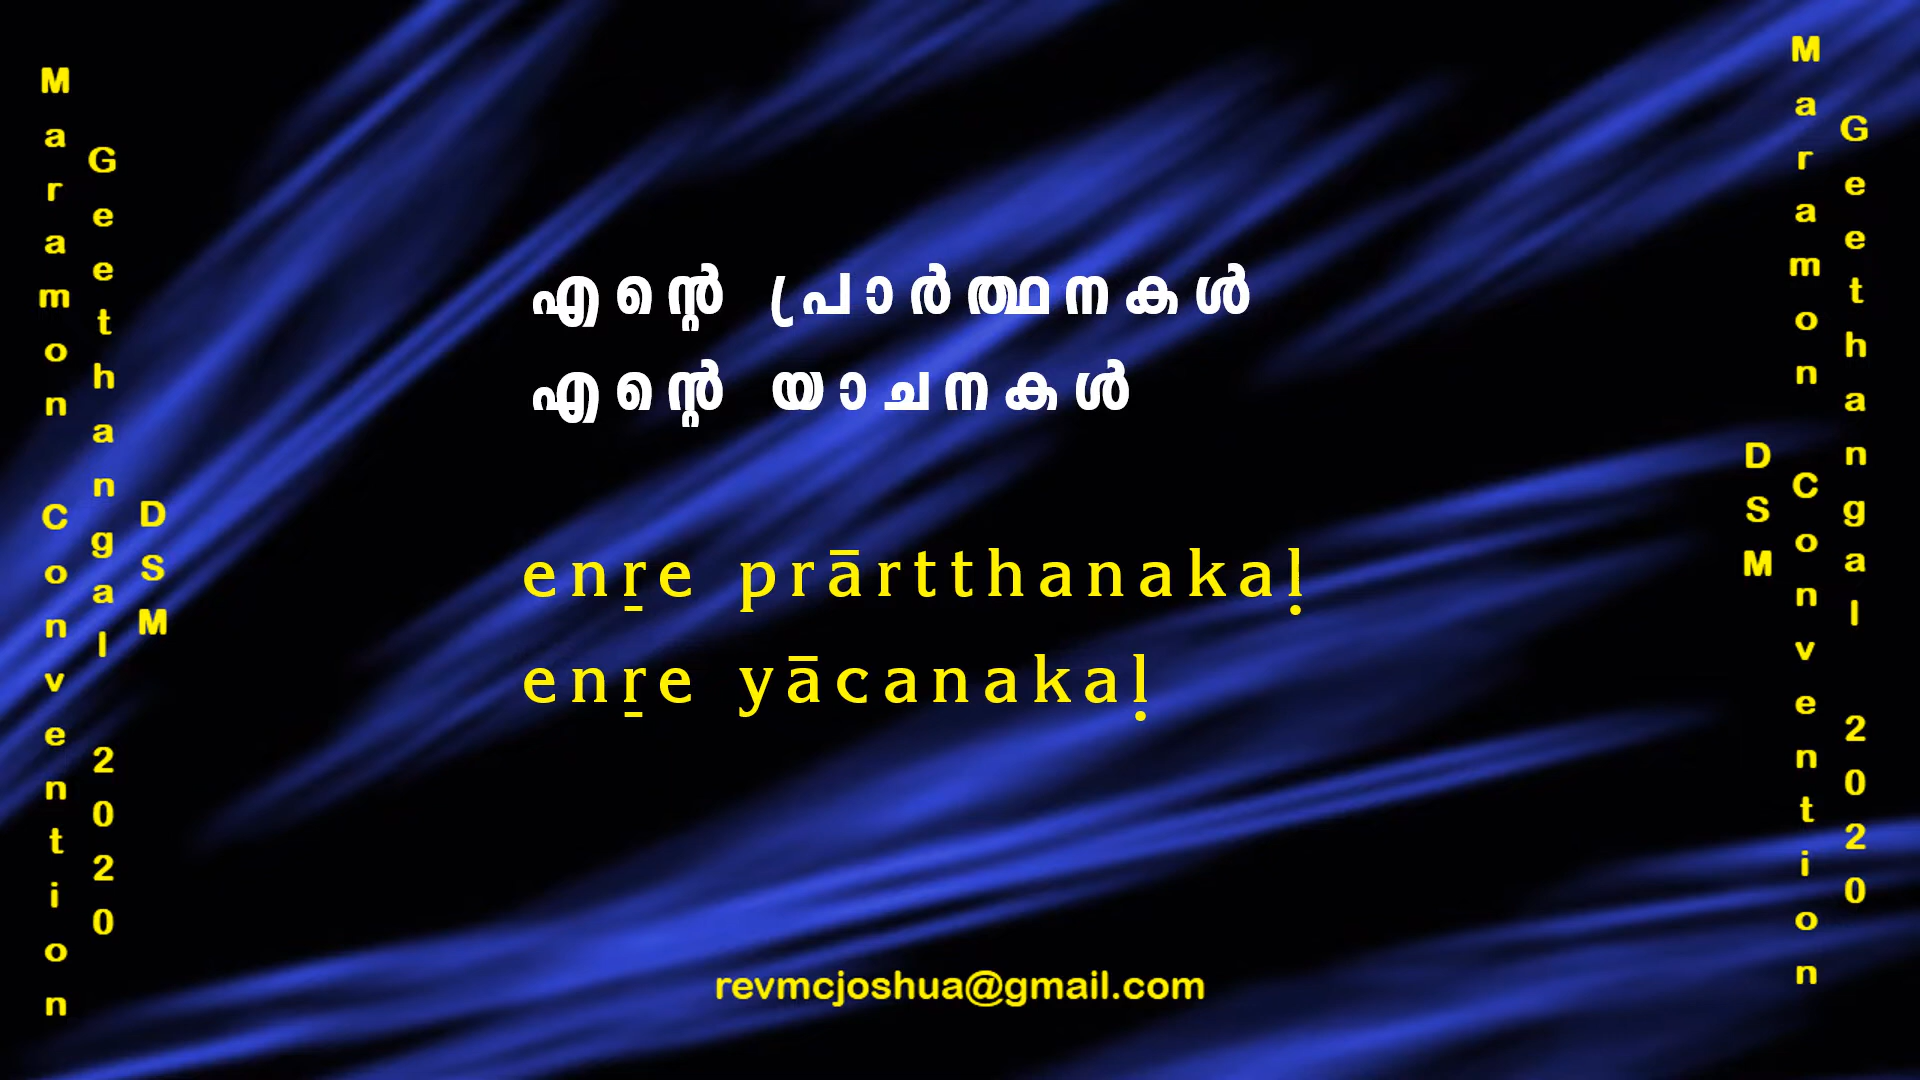 Maramon Convention
Geethangal 2020
DSM
എന്റെ പ്രാർത്ഥനകൾ
എന്റെ യാചനകൾ
enṟe prārtthanakaḷ
enṟe yācanakaḷ
revmcjoshua@gmail.com
DSM
Maramon Convention
Geethangal 2020